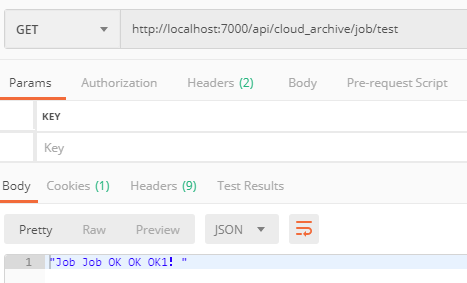 GET http://localhost:7000/api/cloud_archive/job/test
Params Authorization Headers (2) Body Pre-request Script
KEY
Key
Body Cookies (1) Headers (9) Test Results
Pretty Raw Preview JSON
1 "Job Job OK OK OK1! "